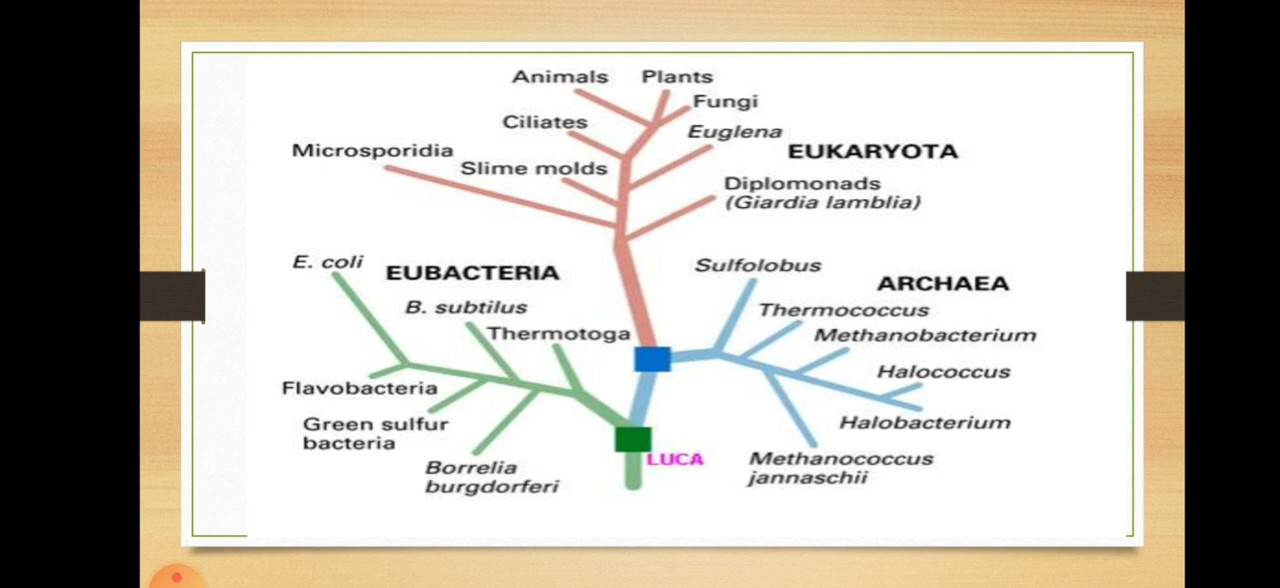 Animals
Plants
Fungi
Ciliates
Euglena
Microsporidia
EUKARYOTA
Slime molds
Diplomonads
(Giardia lamblia)
E. coli
EUBACTERIA
Sulfolobus
ARCHAEA
B. subtilus
Thermococcus
Thermotoga
Methanobacterium
Halococcus
Flavobacteria
Halobacterium
Green sulfur
bacteria
LUCA
Methanococcus
jannaschii
Borrelia
burgdorferi